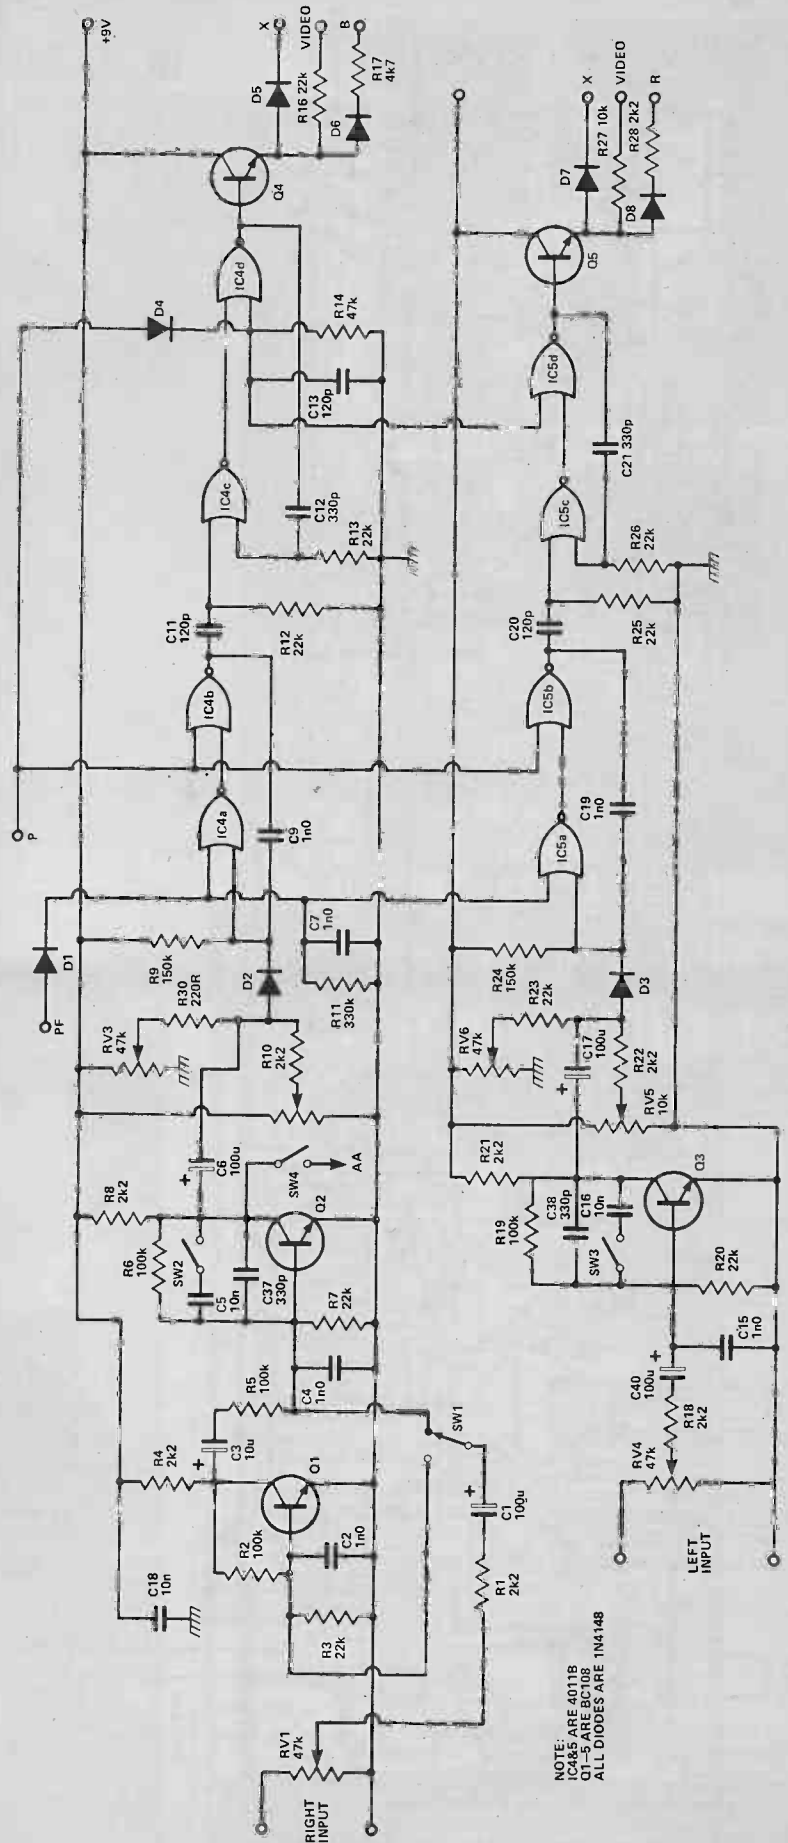 +9V
X
D5
VIDEO
R16 22k
B
R17
4k7
D6
Q4
IC4d
D4
R14
47k
C13
120p
IC4c
C12
330p
R13
22k
C11
120p
R12
22k
IC4b
P
IC4a
C9
1n0
D1
PF
R9
150k
R30
220R
D2
C7
1n0
R11
330k
RV3
47k
R10
2k2
C6
100u
+
SW4
AA
R8
2k2
R6
100k
SW2
C5
10n
C37
330p
Q2
R7
22k
C4
1n0
R5
100k
C3
10u
+
R4
2k2
Q1
SW1
R2
100k
C2
1n0
+
C1
100u
C18
10n
R3
22k
R1
2k2
RV1
47k
RIGHT
INPUT
X
D7
VIDEO
R27 10k
R
R28 2k2
D8
Q5
IC5d
C21 330p
IC5c
R26
22k
C20
120p
R25
22k
IC5b
C19
1n0
IC5a
R24
150k
R23
22k
D3
RV6
47k
C17
100u
+
R22
2k2
RV5
10k
R21
2k2
R19
100k
C38
330p
C16
10n
Q3
SW3
R20
22k
+
C40
100u
C15
1n0
R18
2k2
RV4
47k
LEFT
INPUT
NOTE:
IC4&5 ARE 4011B
Q1–5 ARE BC108
ALL DIODES ARE 1N4148